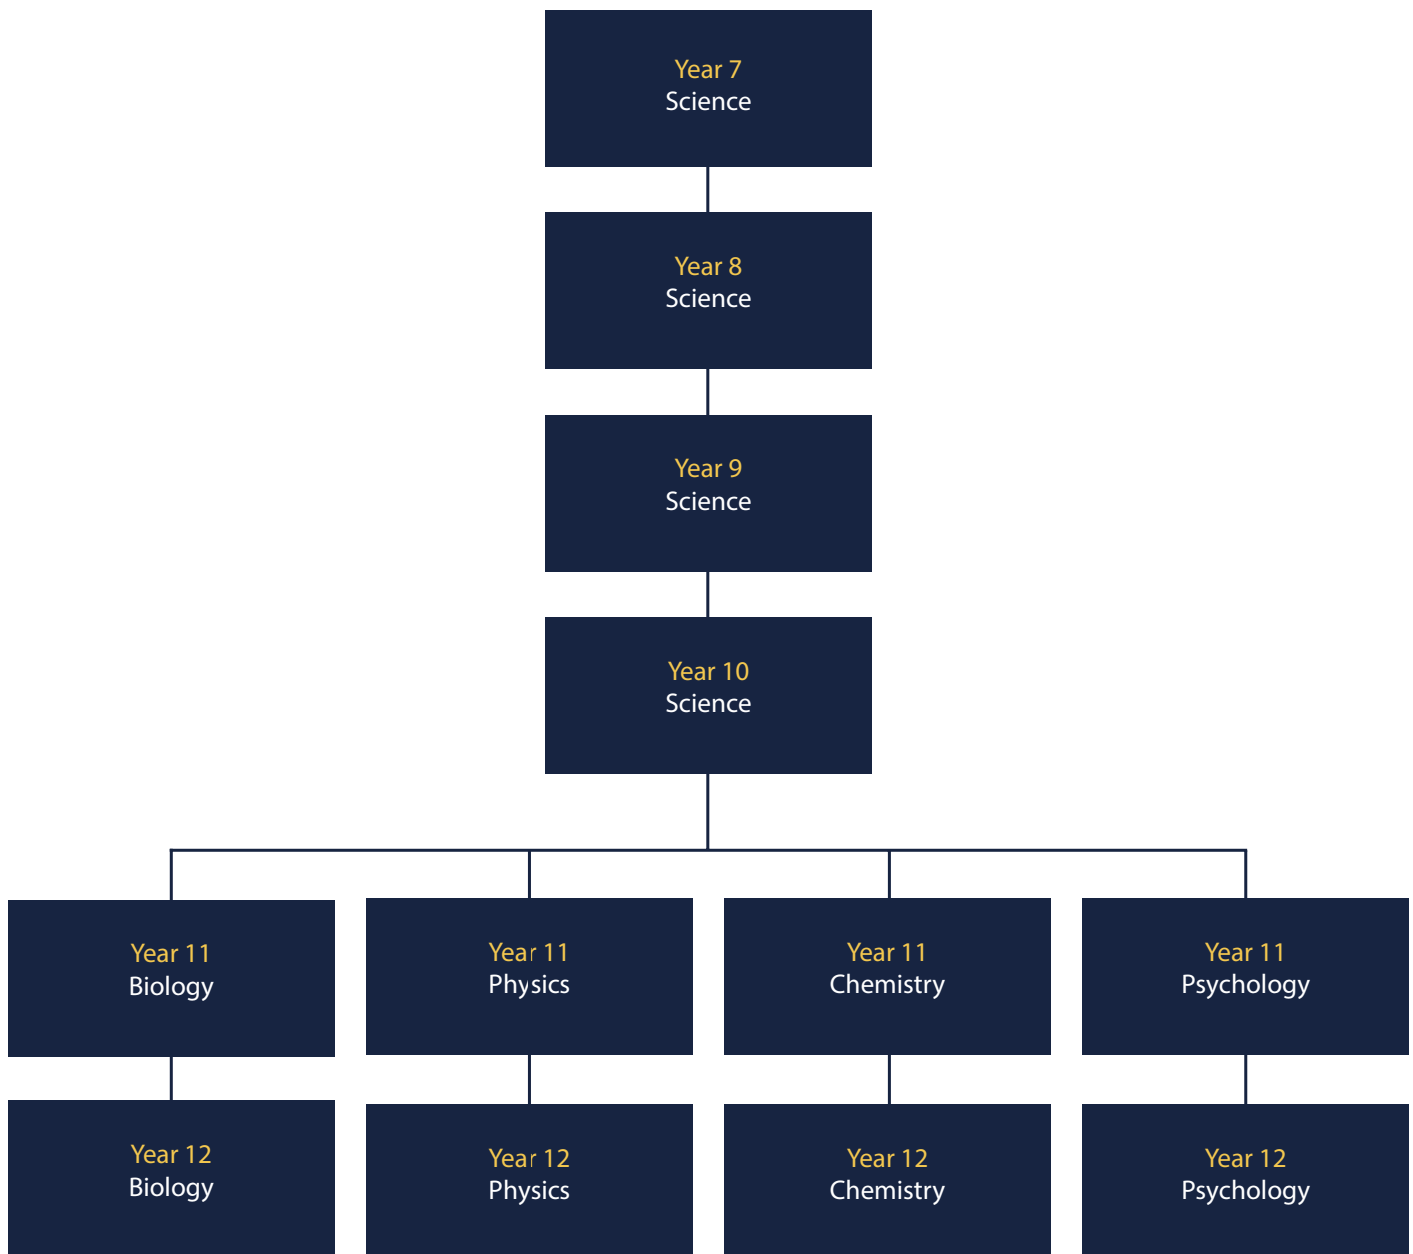 Year 7
Science
Year 8
Science
Year 9
Science
Year 10
Science
Year 11
Biology
Year 11
Physics
Year 11
Chemistry
Year 11
Psychology
Year 12
Biology
Year 12
Physics
Year 12
Chemistry
Year 12
Psychology